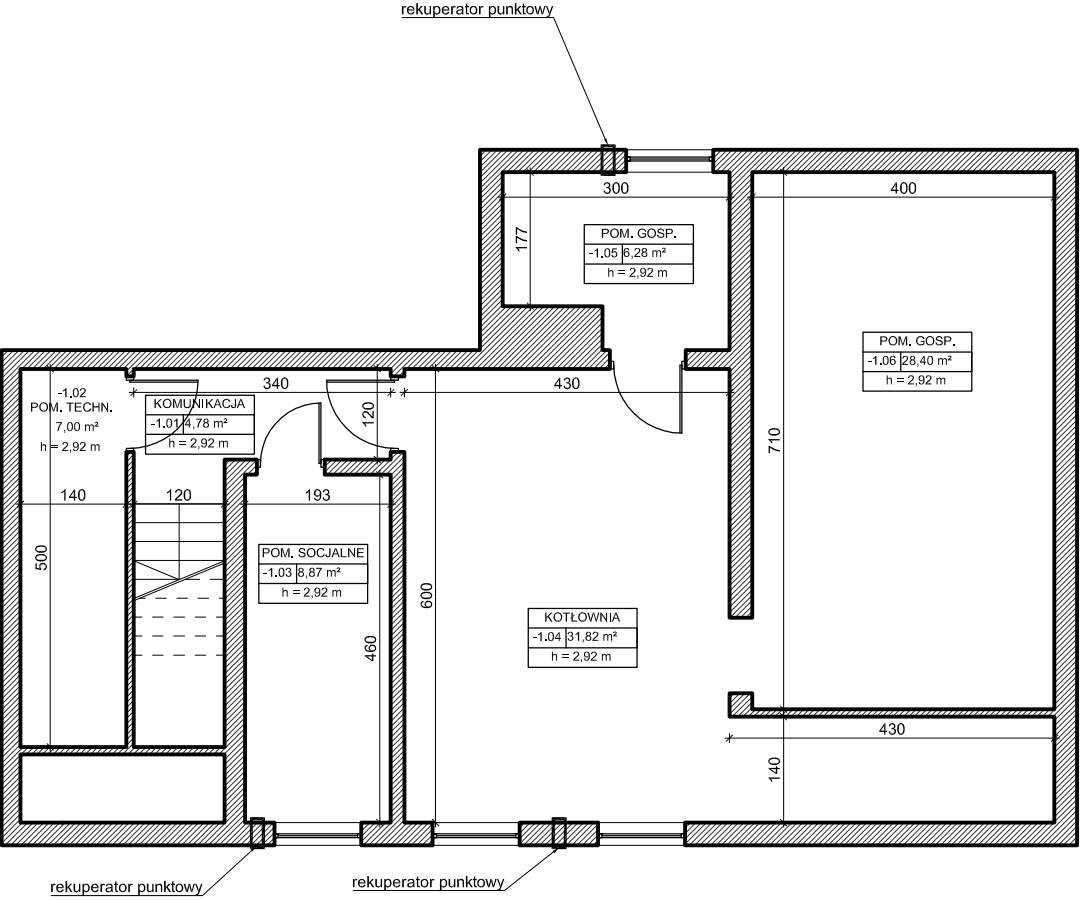 rekuperator punktowy
300
400
177
POM. GOSP.
-1.05 6,28 m²
h = 2,92 m
POM. GOSP.
-1.06 28,40 m²
h = 2,92 m
340
430
-1.02
POM. TECHN.
7,00 m²
h = 2,92 m
KOMUNIKACJA
-1.01 4,78 m²
h = 2,92 m
120
710
140
120
193
500
POM. SOCJALNE
-1.03 8,87 m²
h = 2,92 m
600
460
KOTŁOWNIA
-1.04 31,82 m²
h = 2,92 m
430
140
rekuperator punktowy
rekuperator punktowy